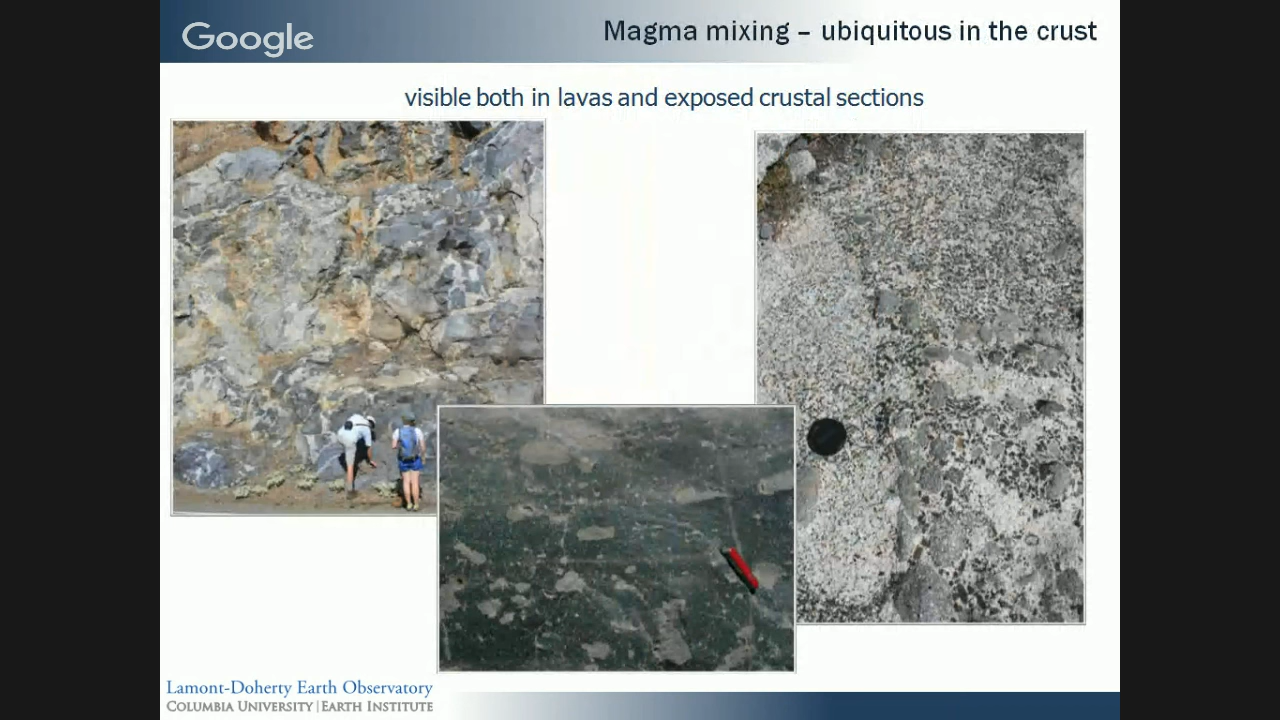 Google
Magma mixing – ubiquitous in the crust
visible both in lavas and exposed crustal sections
Lamont-Doherty Earth Observatory
COLUMBIA UNIVERSITY | EARTH INSTITUTE